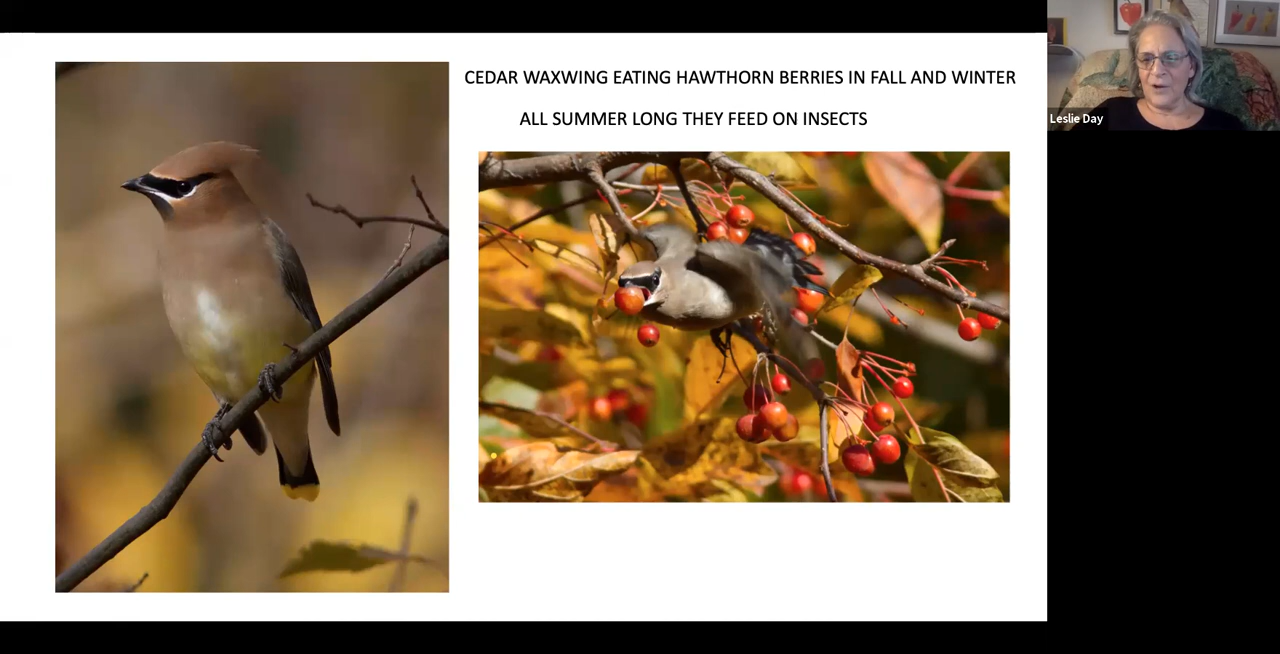 CEDAR WAXWING EATING HAWTHORN BERRIES IN FALL AND WINTER
ALL SUMMER LONG THEY FEED ON INSECTS
Leslie Day